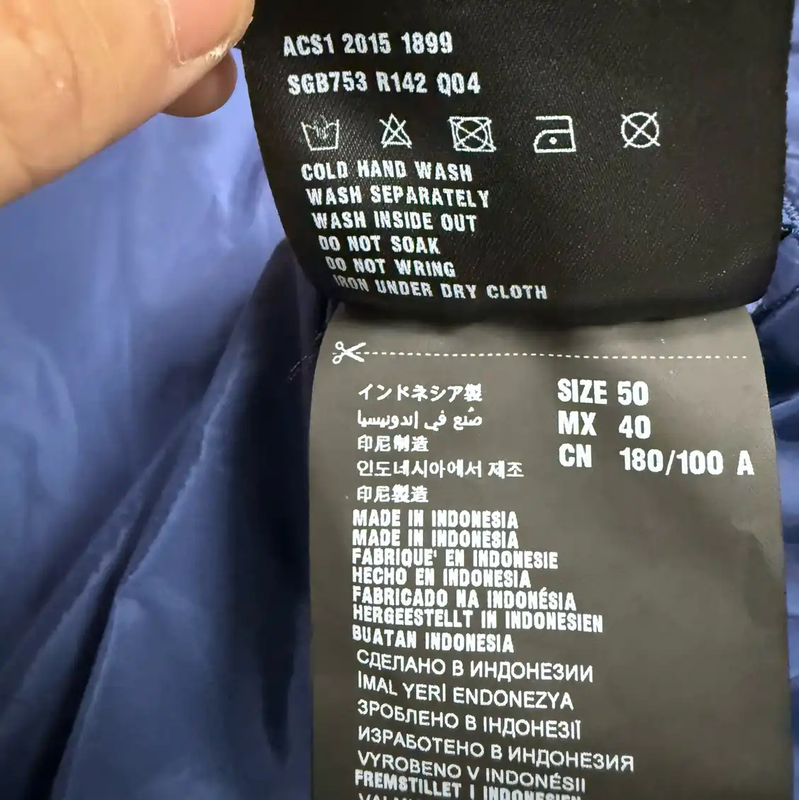 ACS1 2015 1899
SGB753 R142 Q04
COLD HAND WASH
WASH SEPARATELY
WASH INSIDE OUT
DO NOT SOAK
DO NOT WRING
IRON UNDER DRY CLOTH
インドネシア製
صُنع في إندونيسيا
印尼制造
인도네시아에서 제조
印尼製造
SIZE 50
MX 40
CN 180/100 A
MADE IN INDONESIA
MADE IN INDONESIA
FABRIQUE' EN INDONESIE
HECHO EN INDONESIA
FABRICADO NA INDONÉSIA
HERGEESTELLT IN INDONESIEN
BUATAN INDONESIA
СДЕЛАНО В ИНДОНЕЗИИ
İMAL YERİ ENDONEZYA
ЗРОБЛЕНО В ІНДОНЕЗІЇ
ИЗРАБОТЕНО В ИНДОНЕЗИЯ
VYROBENO V INDONÉSII
FREMSTILLET I INDONESIEN